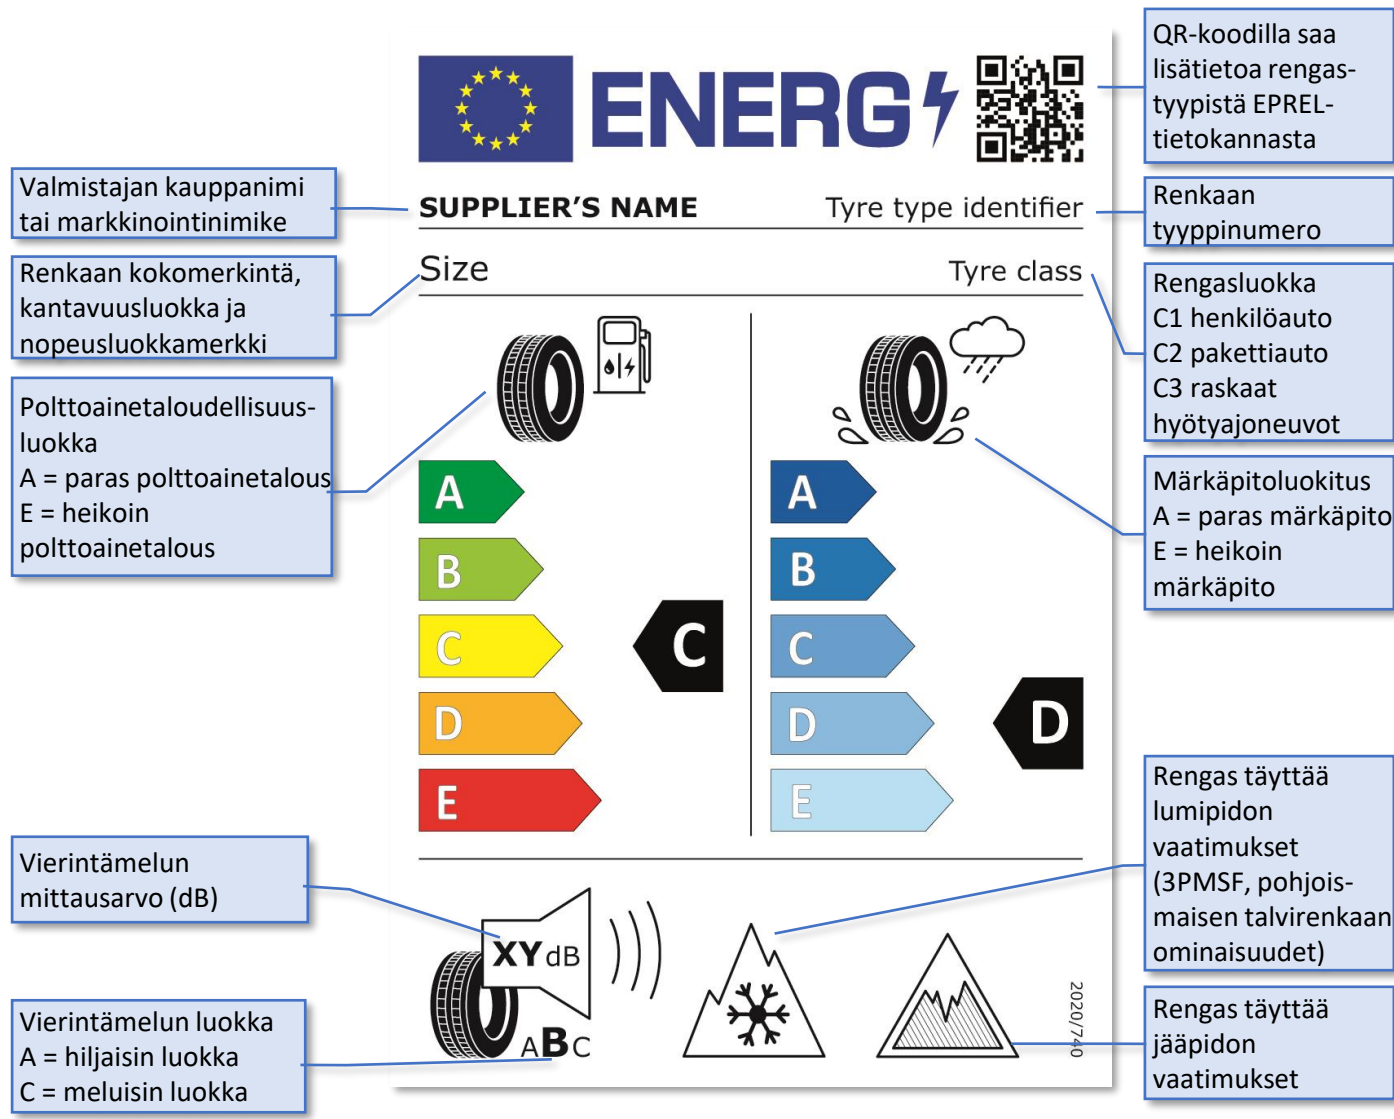 ENERG
QR-koodilla saa
lisätietoa rengas-
tyypistä EPREL-
tietokannasta
Valmistajan kauppanimi
tai markkinointinimike
SUPPLIER'S NAME
Tyre type identifier
Renkaan
tyyppinumero
Renkaan kokomerkintä,
kantavuusluokka ja
nopeusluokkamerkki
Size
Tyre class
Rengasluokka
C1 henkilöauto
C2 pakettiauto
C3 raskaat
hyötyajoneuvot
Polttoainetaloudellisuus-
luokka
A = paras polttoainetalous
E = heikoin
polttoainetalous
Märkäpitoluokitus
A = paras märkäpito
E = heikoin
märkäpito
A
B
C
D
E
C
A
B
C
D
E
D
Vierintämelun
mittausarvo (dB)
XY dB
Vierintämelun luokka
A = hiljaisin luokka
C = meluisin luokka
ABC
Rengas täyttää
lumipidon
vaatimukset
(3PMSF, pohjois-
maisen talvirenkaan
ominaisuudet)
2020/740
Rengas täyttää
jääpidon
vaatimukset